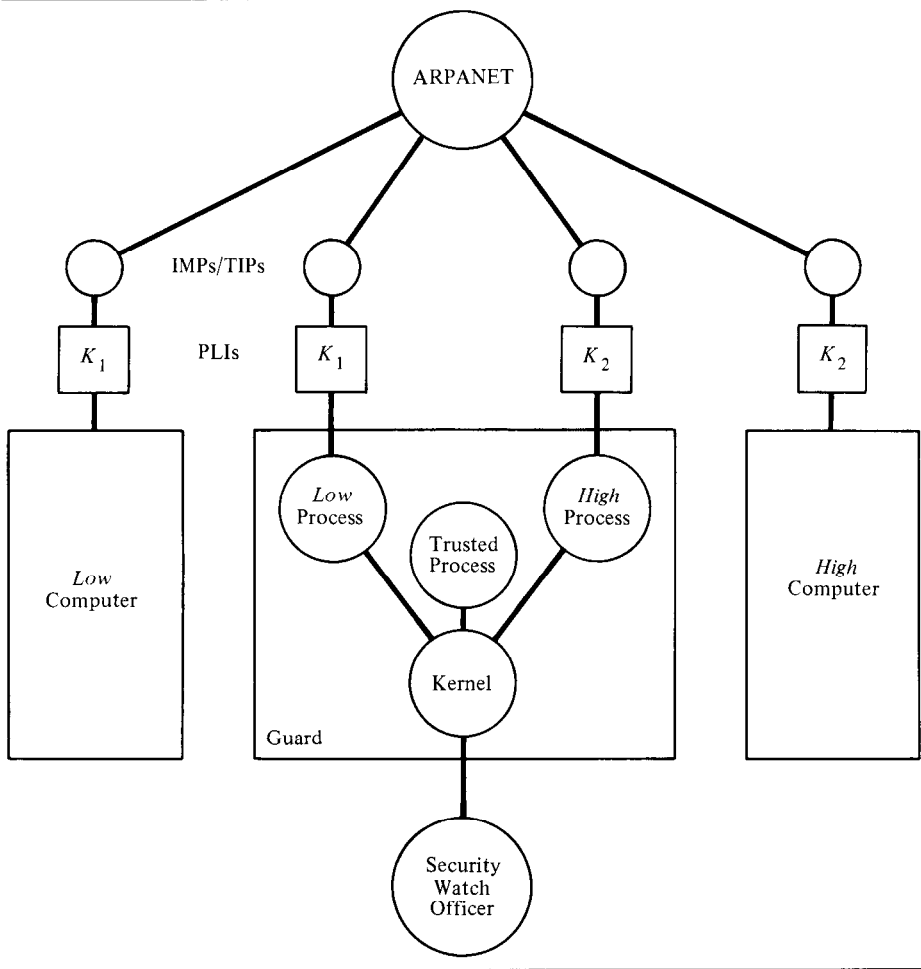 ARPANET
IMPs/TIPs
K1
PLIs
K1
K2
K2
Low
Process
High
Process
Trusted
Process
Low
Computer
High
Computer
Kernel
Guard
Security
Watch
Officer